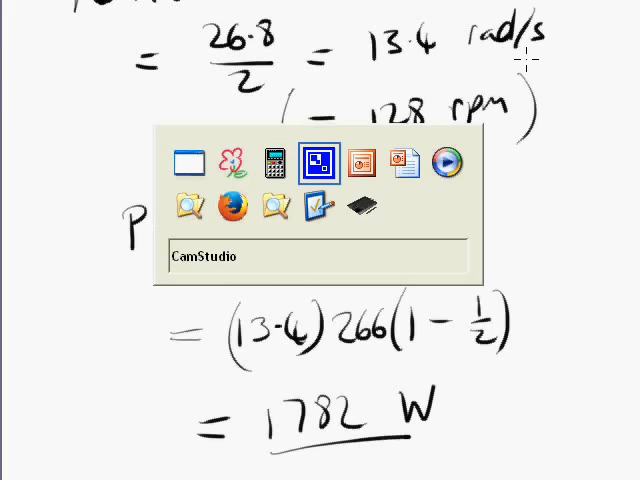 = 26.8/2 = 13.4 rad/s
(= 128 rpm)
P
CamStudio
= (13.4) 266 (1 - 1/2)
= 1782 W